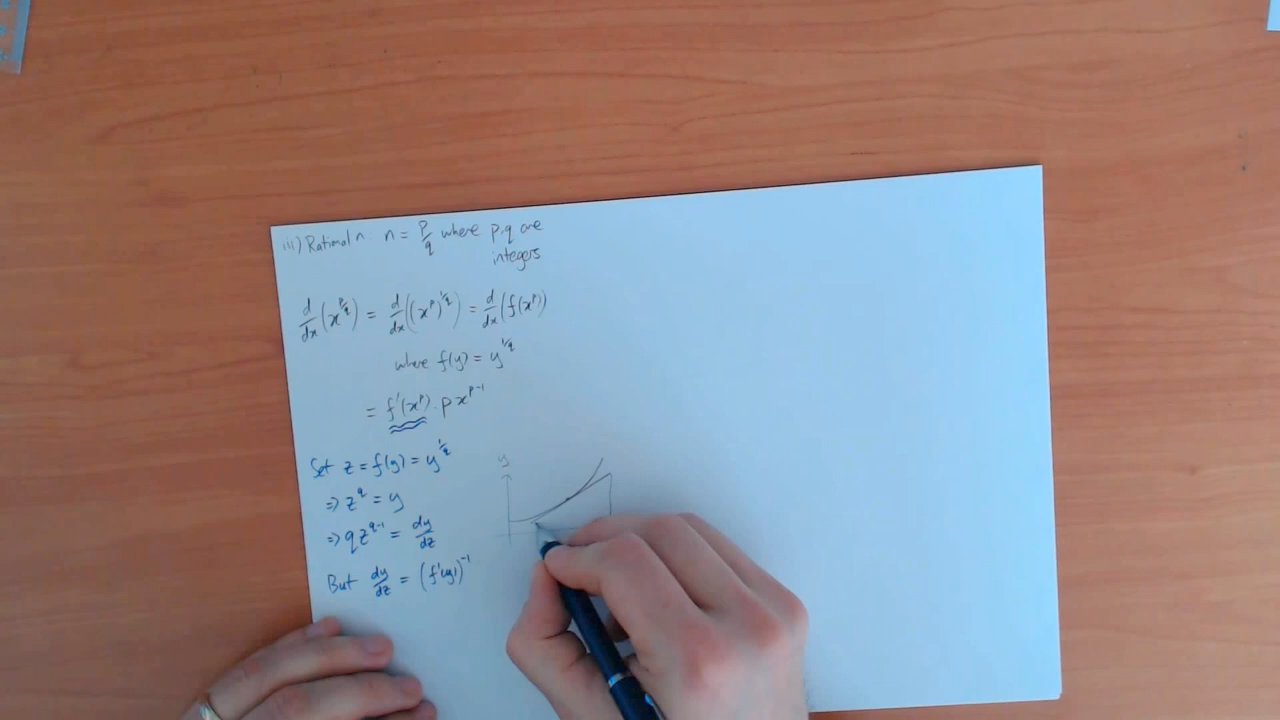 iii) Rational n. n = p/q where p,q are
integers
d/dx (x^(p/q)) = d/dx ((x^p)^(1/q)) = d/dx (f(x^p))
where f(y) = y^(1/q)
= f'(x^p) . p x^(p-1)
Set z = f(y) = y^(1/q)
⇒ z^q = y
⇒ q z^(q-1) = dy/dz
But dy/dz = (f'(y))^-1
y